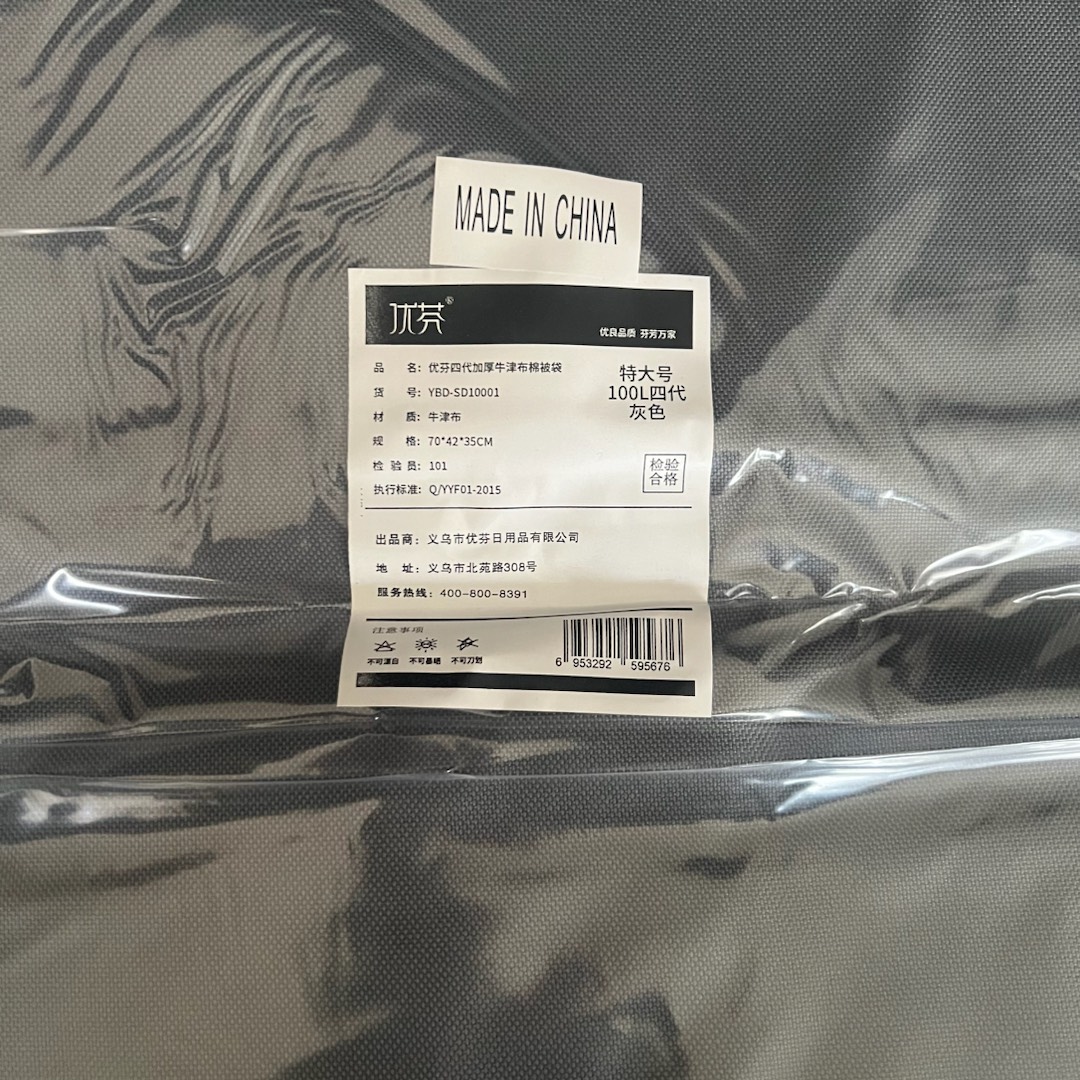 MADE IN CHINA
优芬®
优良品质 芬芳万家
品 名：优芬四代加厚牛津布棉被袋
货 号：YBD-SD10001
材 质：牛津布
规 格：70*42*35CM
检 验 员：101
执行标准：Q/YYF01-2015
特大号
100L四代
灰色
检验
合格
出品商：义乌市优芬日用品有限公司
地 址：义乌市北苑路308号
服务热线：400-800-8391
注意事项
不可漂白 不可暴晒 不可刀划
6 953292 595676